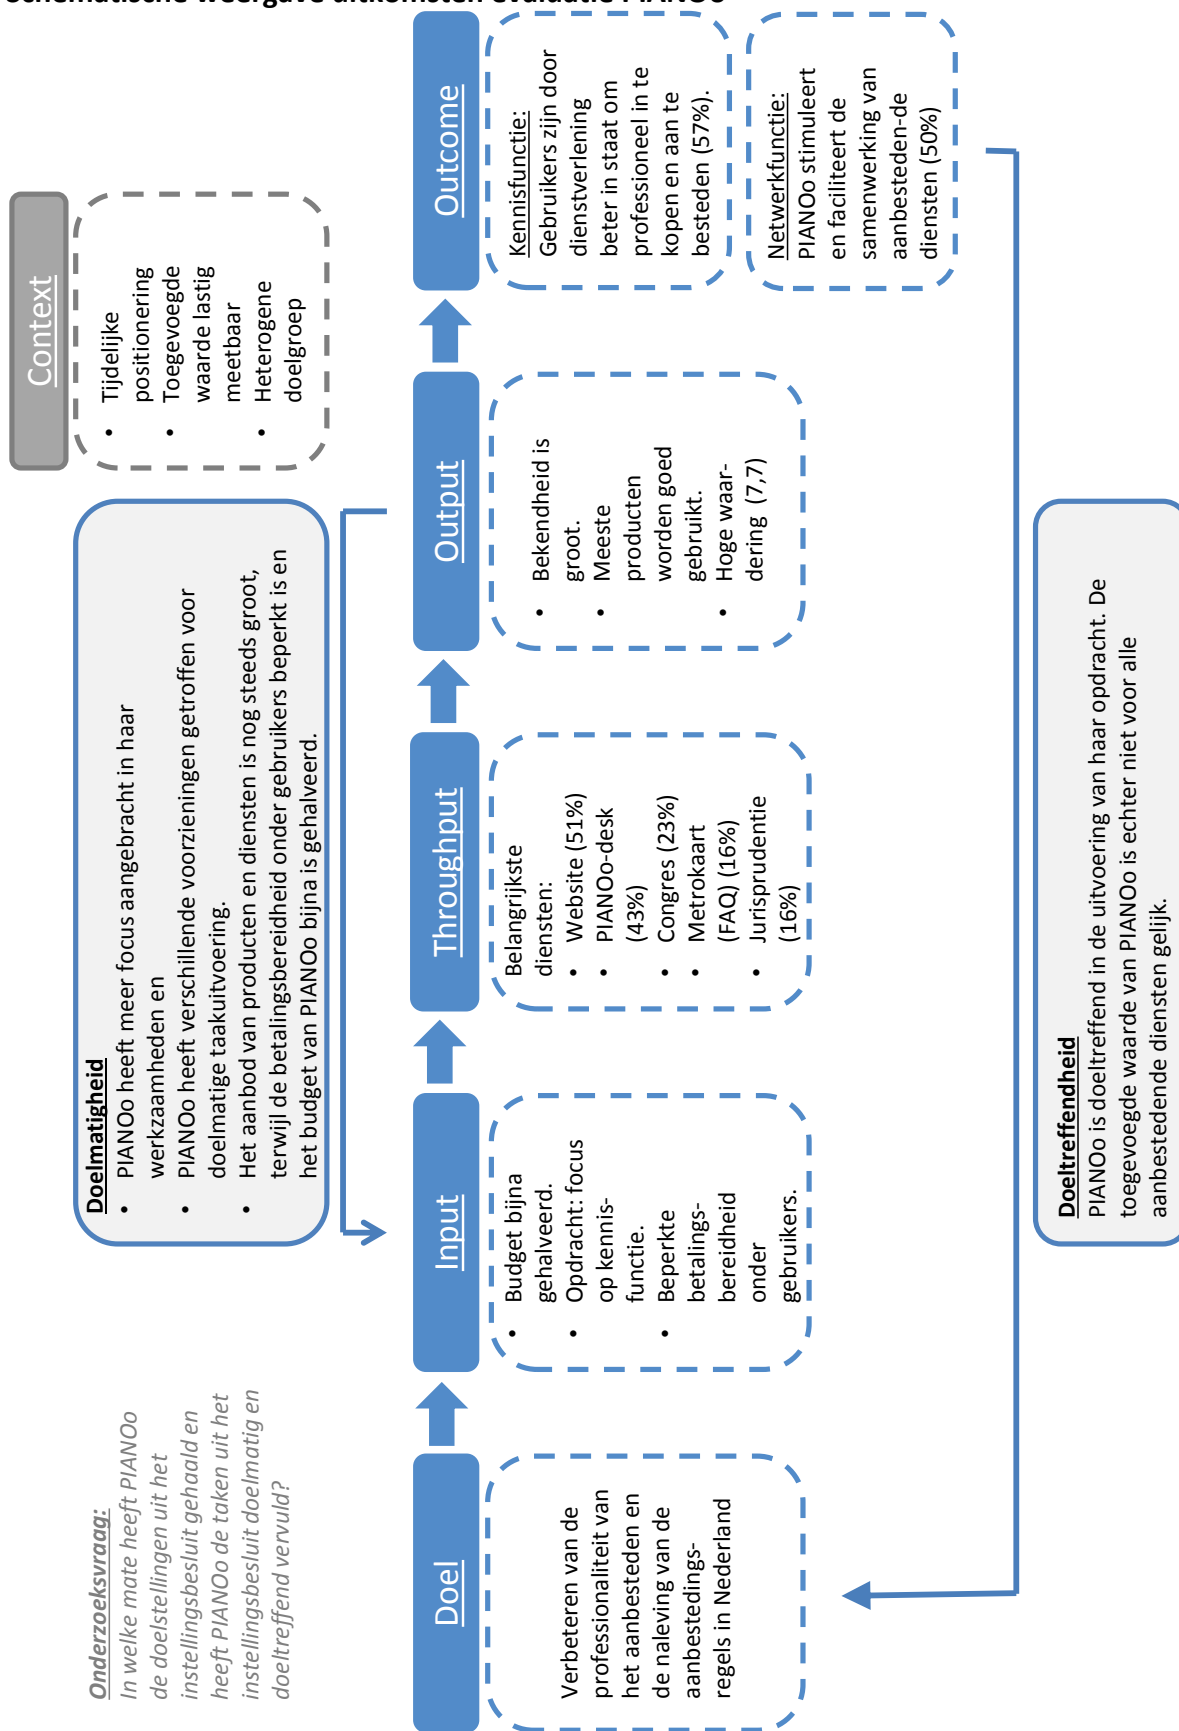 Schematische weergave uitkomsten evaluatie PIANOo
Onderzoeksvraag:
In welke mate heeft PIANOo
de doelstellingen uit het
instellingsbesluit gehaald en
heeft PIANOo de taken uit het
instellingsbesluit doelmatig en
doeltreffend vervuld?
Doelmatigheid
• PIANOo heeft meer focus aangebracht in haar
werkzaamheden en
• PIANOo heeft verschillende voorzieningen getroffen voor
doelmatige taakuitvoering.
• Het aanbod van producten en diensten is nog steeds groot,
terwijl de betalingsbereidheid onder gebruikers beperkt is en
het budget van PIANOo bijna is gehalveerd.
Context
• Tijdelijke
positionering
• Toegevoegde
waarde lastig
meetbaar
• Heterogene
doelgroep
Doel
Verbeteren van de
professionaliteit van
het aanbesteden en
de naleving van de
aanbestedings-
regels in Nederland
Input
• Budget bijna
gehalveerd.
• Opdracht: focus
op kennis-
functie.
• Beperkte
betalings-
bereidheid
onder
gebruikers.
Throughput
Belangrijkste
diensten:
• Website (51%)
• PIANOo-desk
(43%)
• Congres (23%)
• Metrokaart
(FAQ) (16%)
• Jurisprudentie
(16%)
Output
• Bekendheid is
groot.
• Meeste
producten
worden goed
gebruikt.
• Hoge waar-
dering (7,7)
Outcome
Kennisfunctie:
Gebruikers zijn door
dienstverlening
beter in staat om
professioneel in te
kopen en aan te
besteden (57%).
Netwerkfunctie:
PIANOo stimuleert
en faciliteert de
samenwerking van
aanbesteden-de
diensten (50%)
Doeltreffendheid
PIANOo is doeltreffend in de uitvoering van haar opdracht. De
toegevoegde waarde van PIANOo is echter niet voor alle
aanbestedende diensten gelijk.